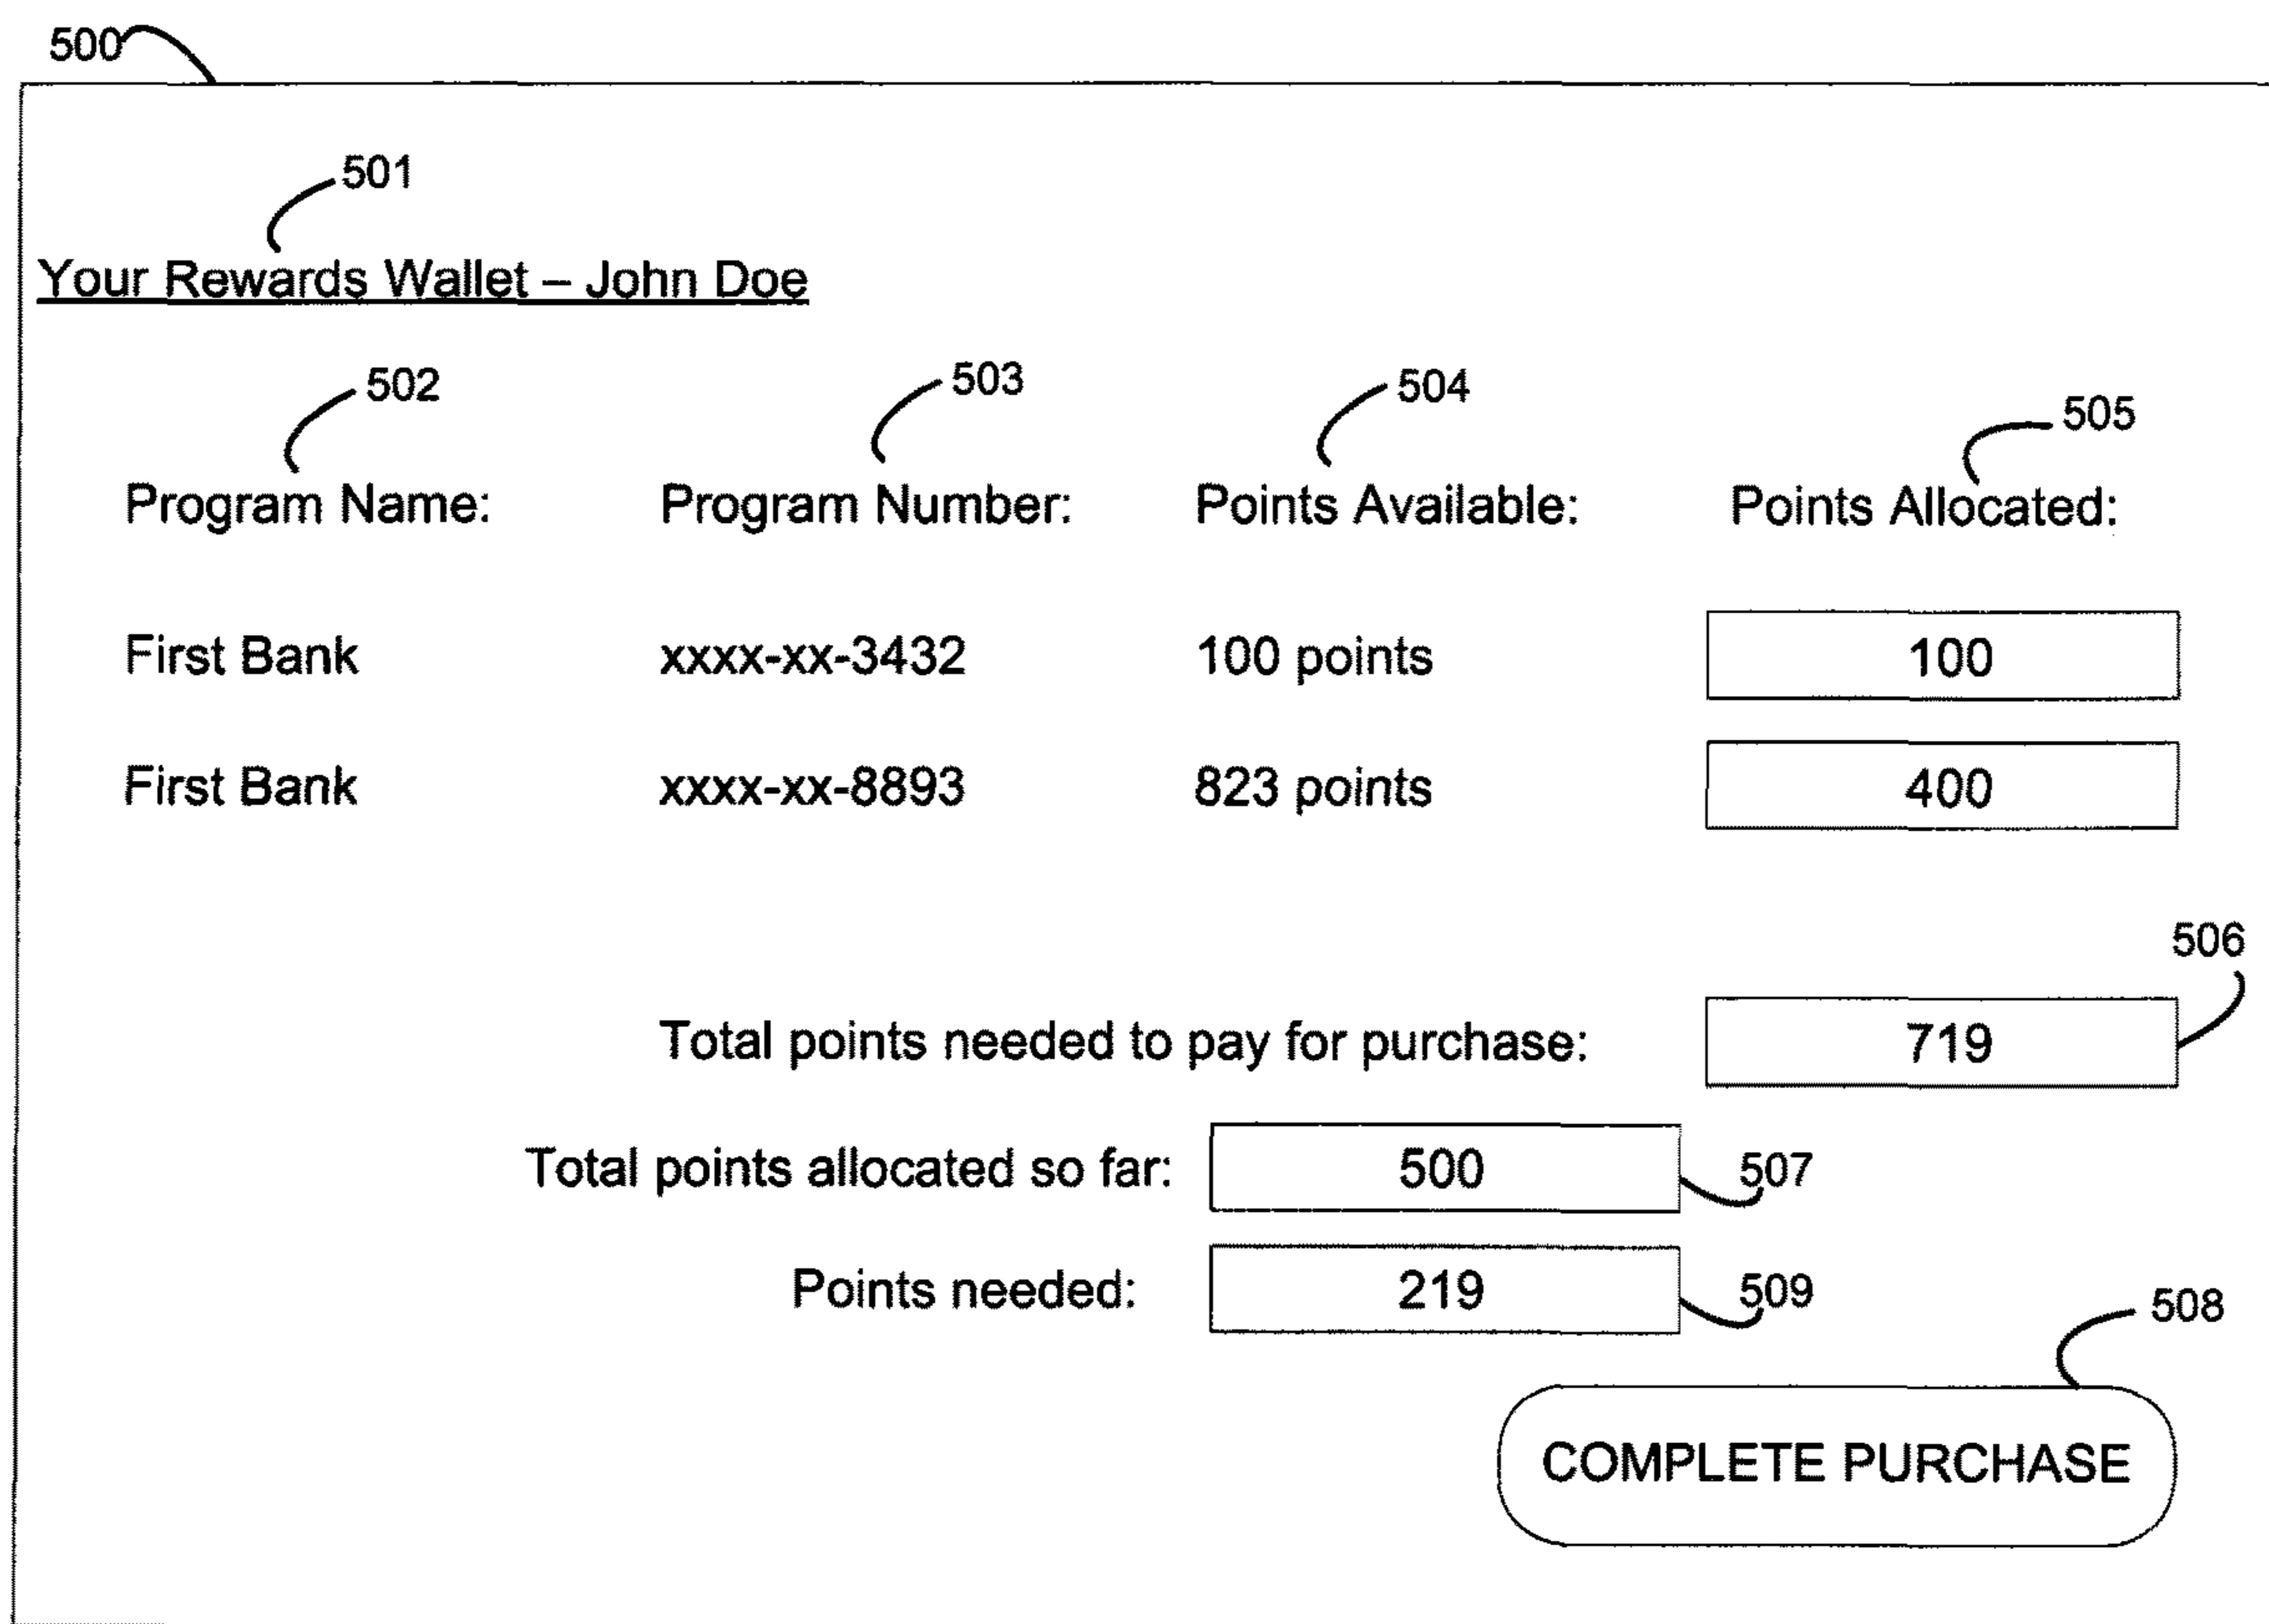 500
501
Your Rewards Wallet – John Doe
502 503 504 505
Program Name: Program Number: Points Available: Points Allocated:
First Bank xxxx-xx-3432 100 points 100
First Bank xxxx-xx-8893 823 points 400
506
Total points needed to pay for purchase: 719
Total points allocated so far: 500 507
Points needed: 219 509
508
COMPLETE PURCHASE